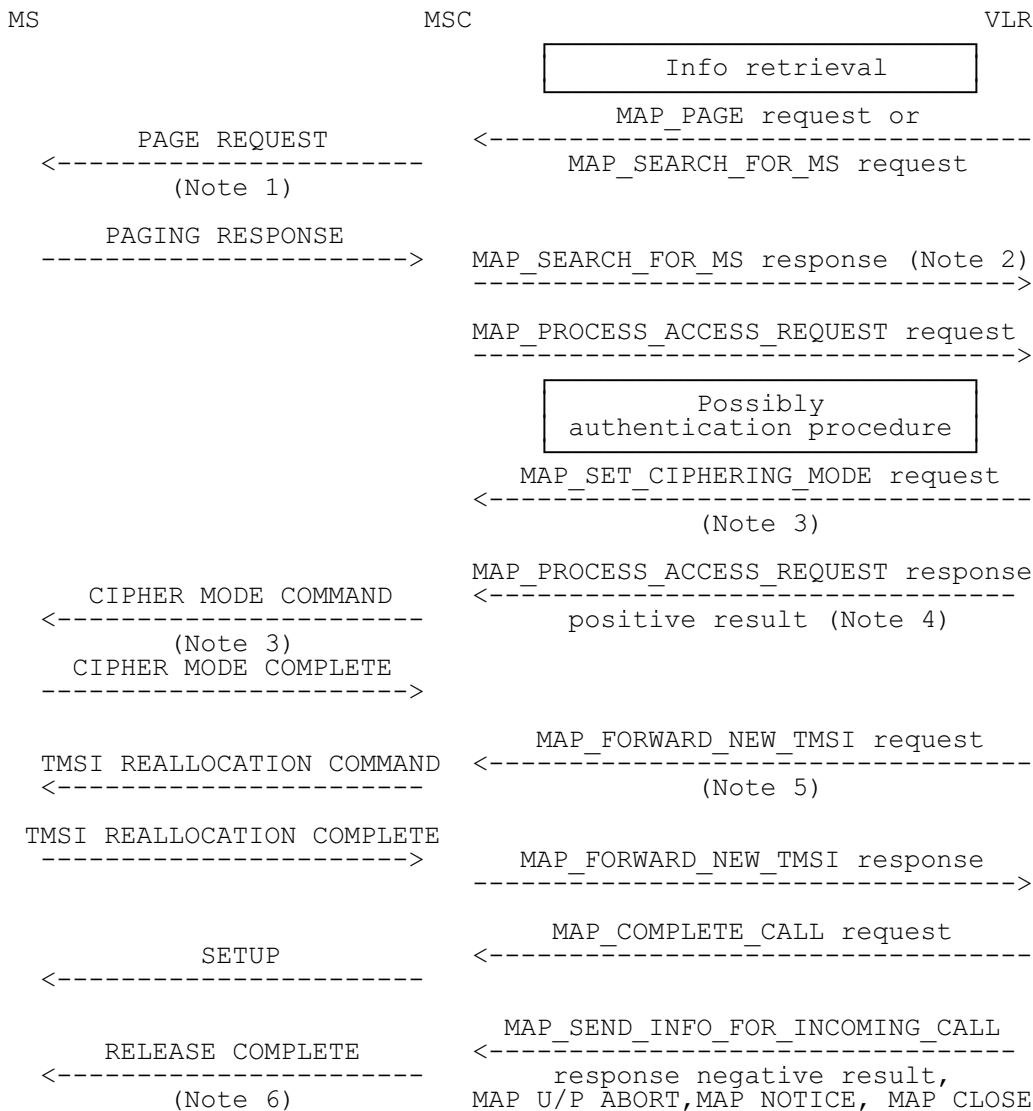 MS MSC VLR
Info retrieval
MAP_PAGE request or
PAGE REQUEST
MAP_SEARCH_FOR_MS request
(Note 1)
PAGING RESPONSE
MAP_SEARCH_FOR_MS response (Note 2)
MAP_PROCESS_ACCESS_REQUEST request
Possibly
authentication procedure
MAP_SET_CIPHERING_MODE request
(Note 3)
MAP_PROCESS_ACCESS_REQUEST response
CIPHER MODE COMMAND
positive result (Note 4)
(Note 3)
CIPHER MODE COMPLETE
MAP_FORWARD_NEW_TMSI request
TMSI REALLOCATION COMMAND
(Note 5)
TMSI REALLOCATION COMPLETE
MAP_FORWARD_NEW_TMSI response
MAP_COMPLETE_CALL request
SETUP
MAP_SEND_INFO_FOR_INCOMING_CALL
RELEASE COMPLETE
response negative result,
(Note 6) MAP U/P ABORT,MAP NOTICE, MAP CLOSE